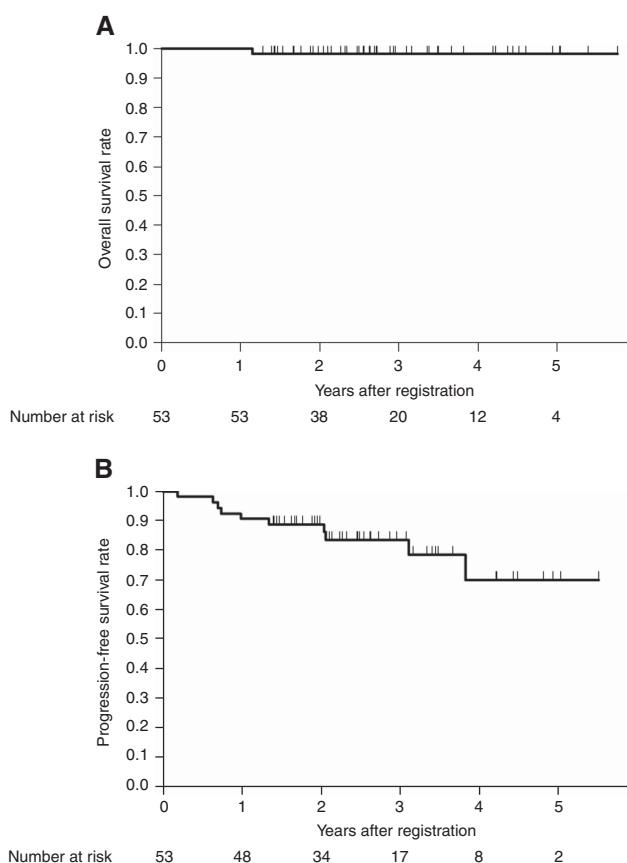 A
Overall survival rate
1.0
0.9
0.8
0.7
0.6
0.5
0.4
0.3
0.2
0.1
0.0
0 1 2 3 4 5
Years after registration
Number at risk 53 53 38 20 12 4
B
Progression-free survival rate
1.0
0.9
0.8
0.7
0.6
0.5
0.4
0.3
0.2
0.1
0.0
0 1 2 3 4 5
Years after registration
Number at risk 53 48 34 17 8 2